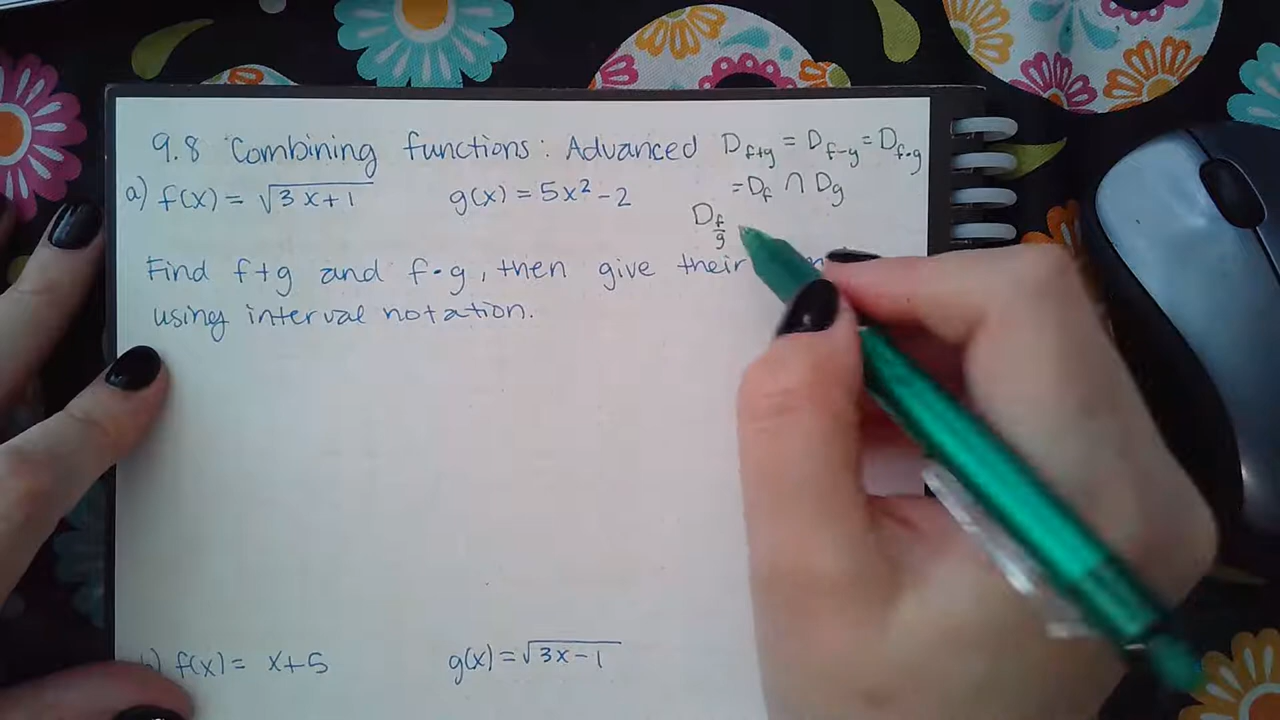 9.8 Combining functions: Advanced D_{f+g} = D_{f-g} = D_{f•g}
= D_f ∩ D_g
a) f(x) = √(3x+1) g(x) = 5x² - 2
D_{f/g}
Find f+g and f•g, then give their
using interval notation.
b) f(x) = x+5 g(x) = √(3x-1)